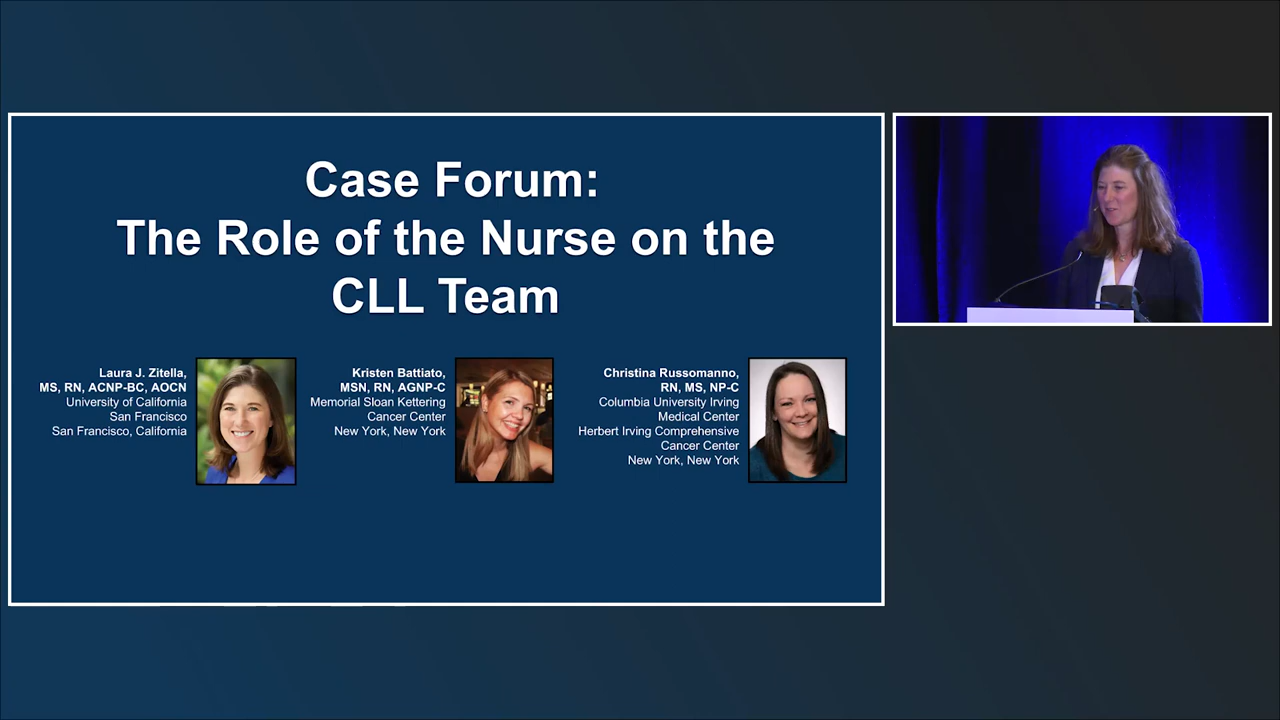 Case Forum:
The Role of the Nurse on the
CLL Team
Laura J. Zitella,
MS, RN, ACNP-BC, AOCN
University of California
San Francisco
San Francisco, California
Kristen Battiato,
MSN, RN, AGNP-C
Memorial Sloan Kettering
Cancer Center
New York, New York
Christina Russomanno,
RN, MS, NP-C
Columbia University Irving
Medical Center
Herbert Irving Comprehensive
Cancer Center
New York, New York